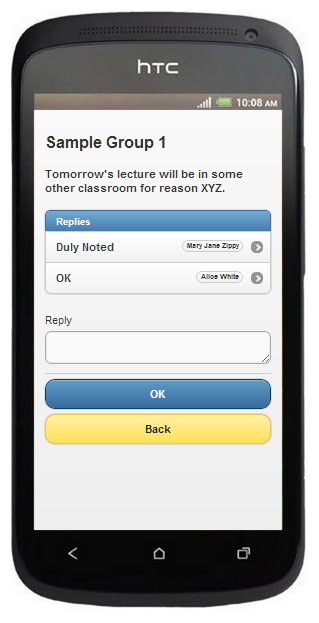 hTC
10:08 AM
Sample Group 1
Tomorrow's lecture will be in some
other classroom for reason XYZ.
Replies
Duly Noted Mary Jane Zippy
OK Alice White
Reply
OK
Back